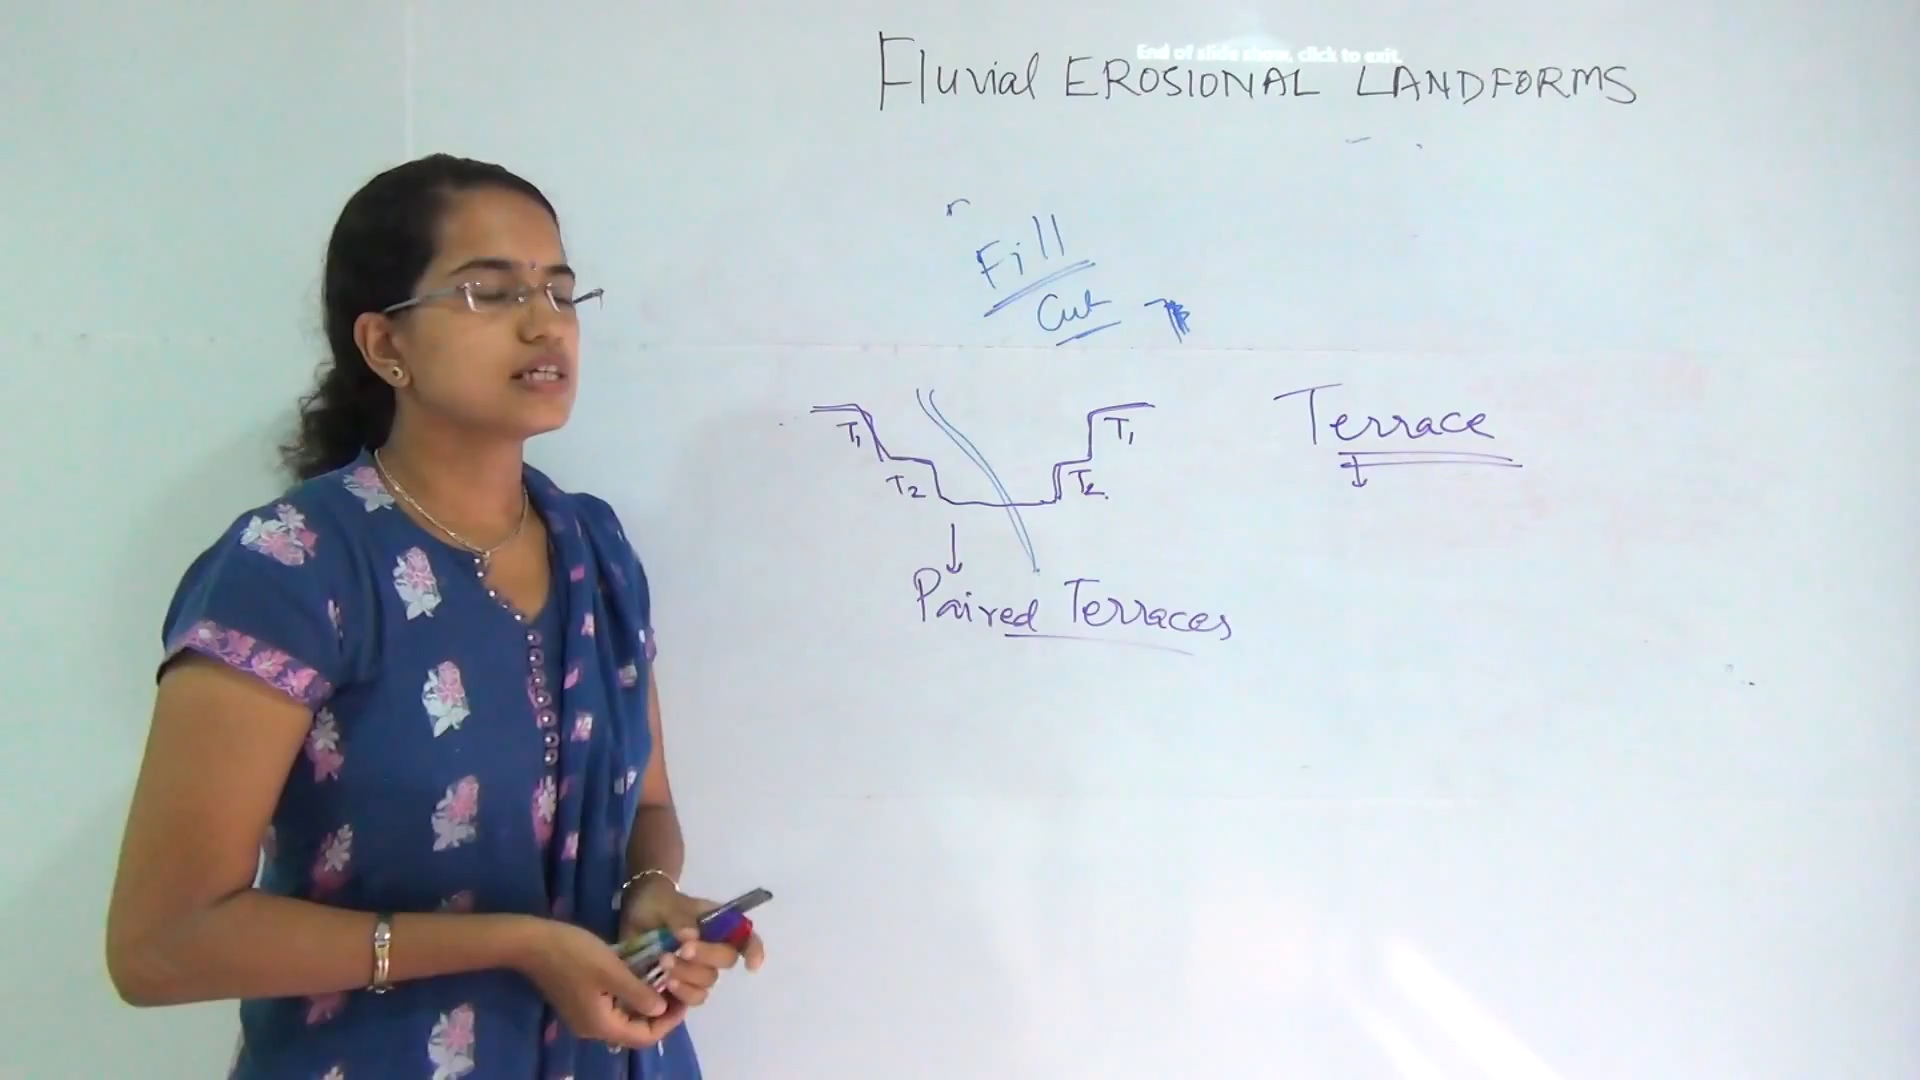 End of slide show, click to exit.
Fluvial EROSIONAL LANDFORMS
Fill
Cut
T1 T1
Terrace
T2 T2
Paired Terraces